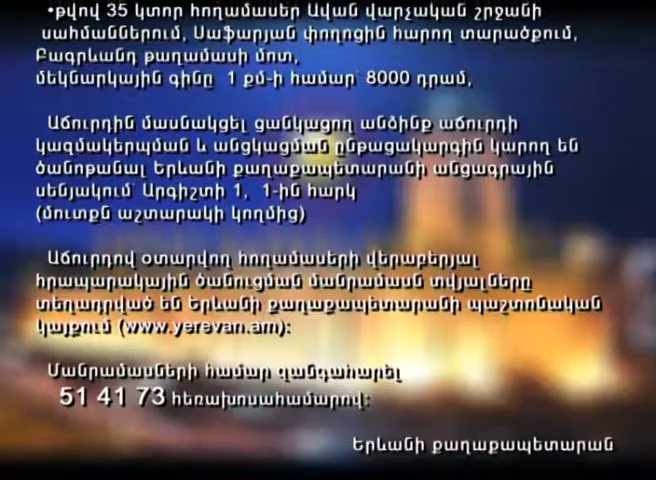 •թվով 35 կտոր հողամասեր Ավան վարչական շրջանի
սահմաններում, Սաֆարյան փողոցին հարող տարածքում,
Բագրևանդ թաղամասի մոտ,
մեկնարկային գինը՝ 1 քմ-ի համար՝ 8000 դրամ,
Աճուրդին մասնակցել ցանկացող անձինք աճուրդի
կազմակերպման և անցկացման ընթացակարգին կարող են
ծանոթանալ Երևանի քաղաքապետարանի անցագրային
սենյակում՝ Արգիշտի 1, 1-ին հարկ
(մուտքն աշտարակի կողմից)
Աճուրդով օտարվող հողամասերի վերաբերյալ
հրապարակային ծանուցման մանրամասն տվյալները
տեղադրված են Երևանի քաղաքապետարանի պաշտոնական
կայքում (www.yerevan.am):
Մանրամասների համար զանգահարել
51 41 73 հեռախոսահամարով:
Երևանի քաղաքապետարան